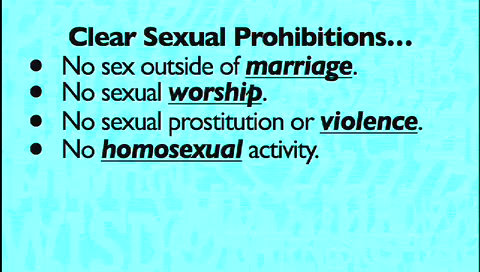 Clear Sexual Prohibitions...
• No sex outside of marriage.
• No sexual worship.
• No sexual prostitution or violence.
• No homosexual activity.